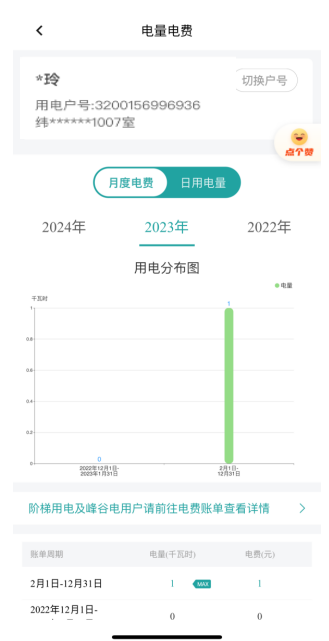 电量电费
*玲
切换户号
用电户号:3200156996936
纬******1007室
点个赞
月度电费
日用电量
2024年
2023年
2022年
用电分布图
电量
千瓦时
1
1
0.8
0.6
0.4
0.2
0
0
2022年12月1日-
2023年1月31日
2月1日-
12月31日
阶梯用电及峰谷电用户请前往电费账单查看详情
账单周期
电量(千瓦时)
电费(元)
2月1日-12月31日
1
MAX
1
2022年12月1日-
0
0